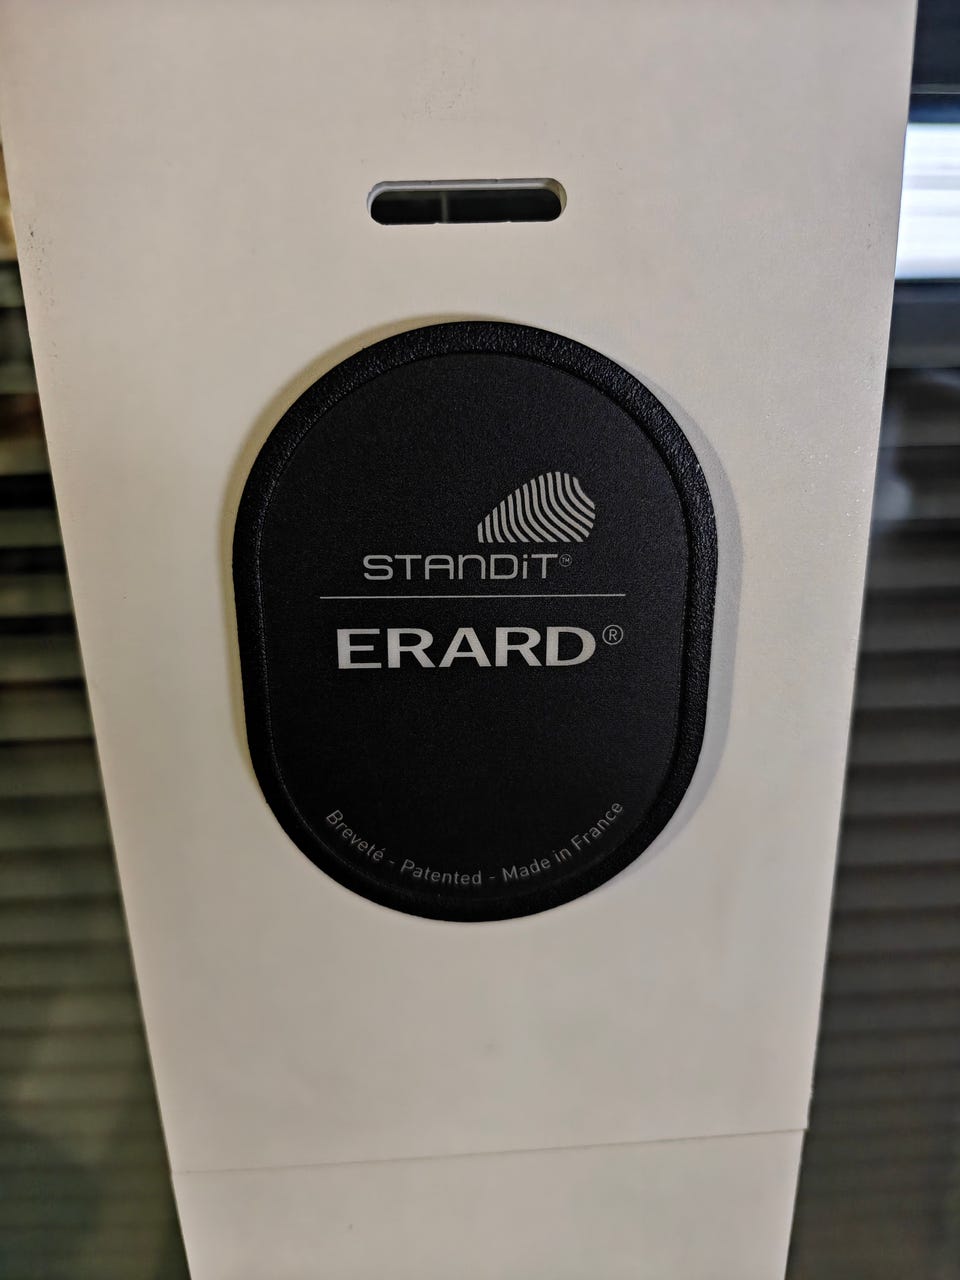 STANDiT™
ERARD®
Breveté - Patented - Made in France